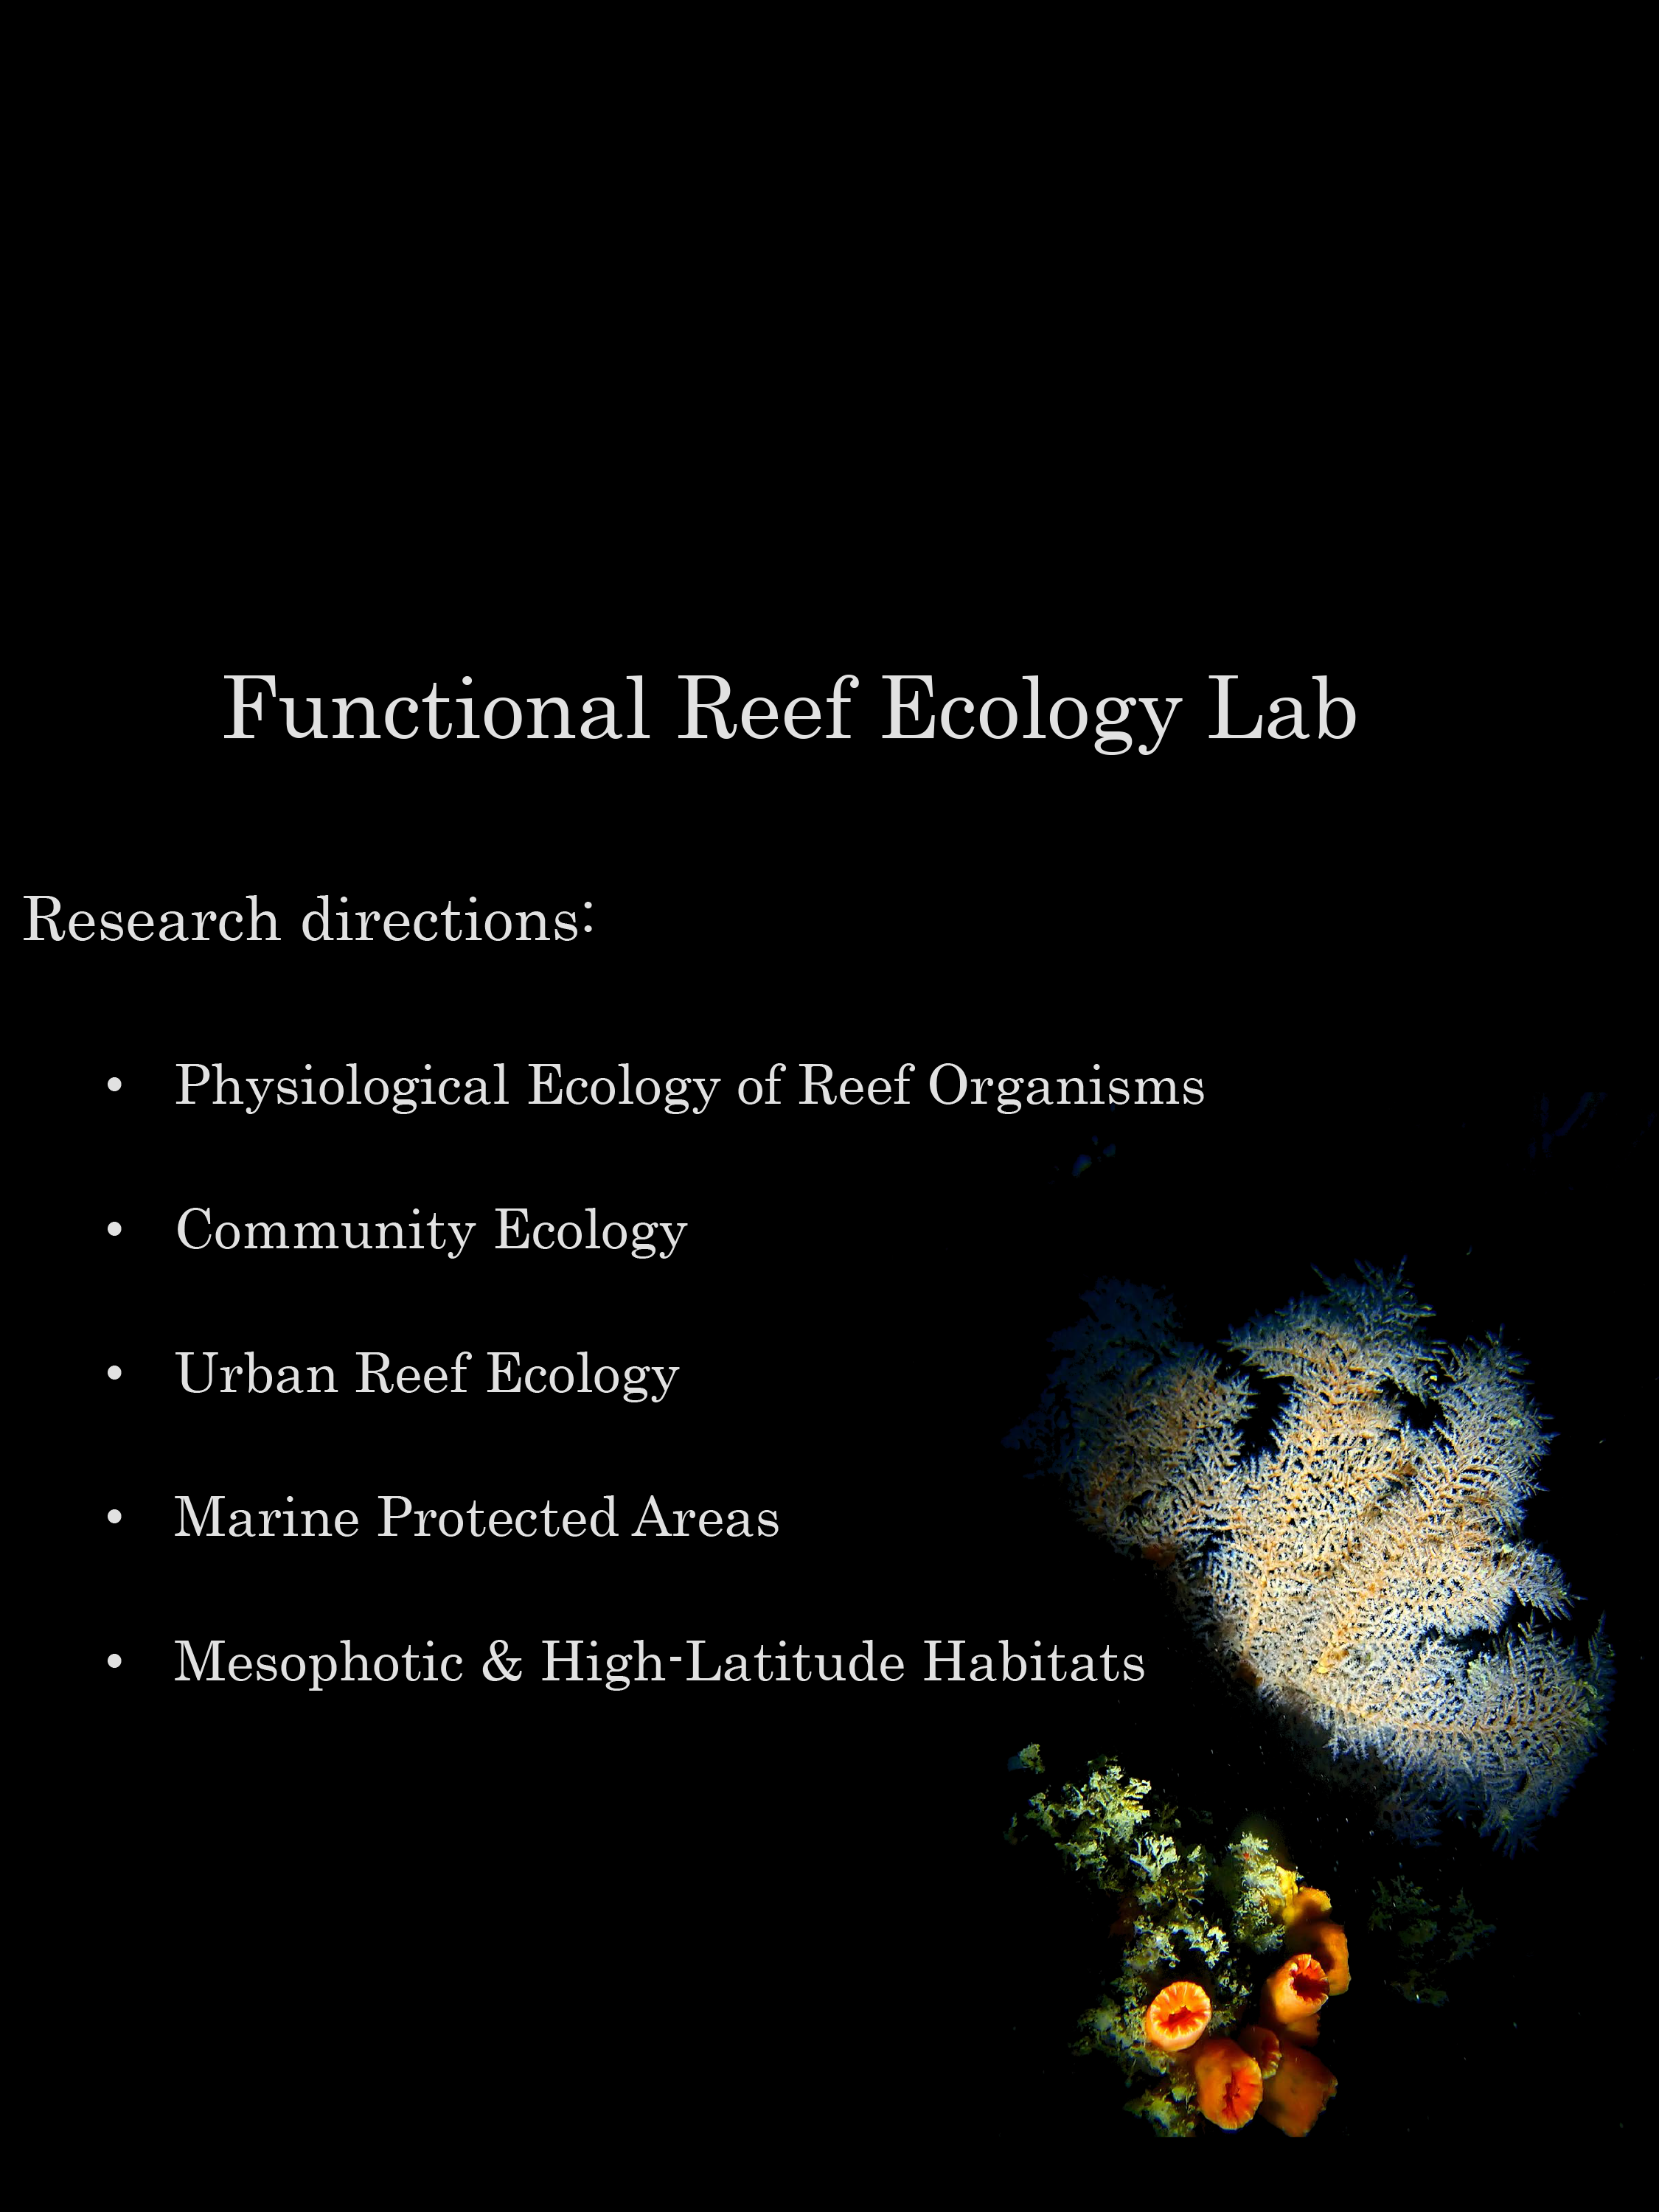 Functional Reef Ecology Lab
Research directions:
• Physiological Ecology of Reef Organisms
• Community Ecology
• Urban Reef Ecology
• Marine Protected Areas
• Mesophotic & High-Latitude Habitats